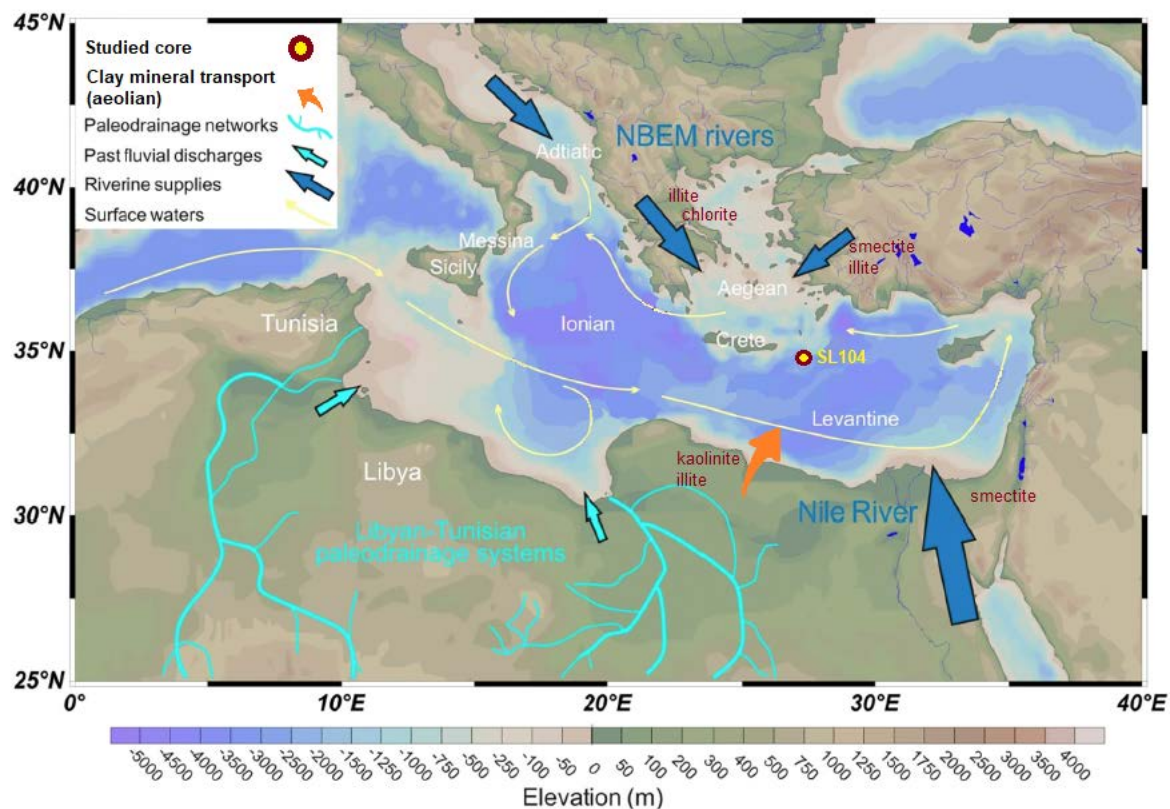 45°N
40°N
35°N
30°N
25°N
0°
10°E
20°E
30°E
40°E
Studied core
Clay mineral transport
(aeolian)
Paleodrainage networks
Past fluvial discharges
Riverine supplies
Surface waters
NBEM rivers
Adtiatic
illite
chlorite
Messina
Sicily
smectite
illite
Aegean
Tunisia
Ionian
Crete
SL104
Levantine
Libya
kaolinite
illite
smectite
Nile River
Libyan-Tunisian
paleodrainage systems
-5000
-4500
-4000
-3500
-3000
-2500
-2000
-1500
-1250
-1000
-750
-500
-250
-100
-50
0
50
100
200
300
400
600
800
1000
1250
1500
1750
2000
2500
3000
4000
Elevation (m)